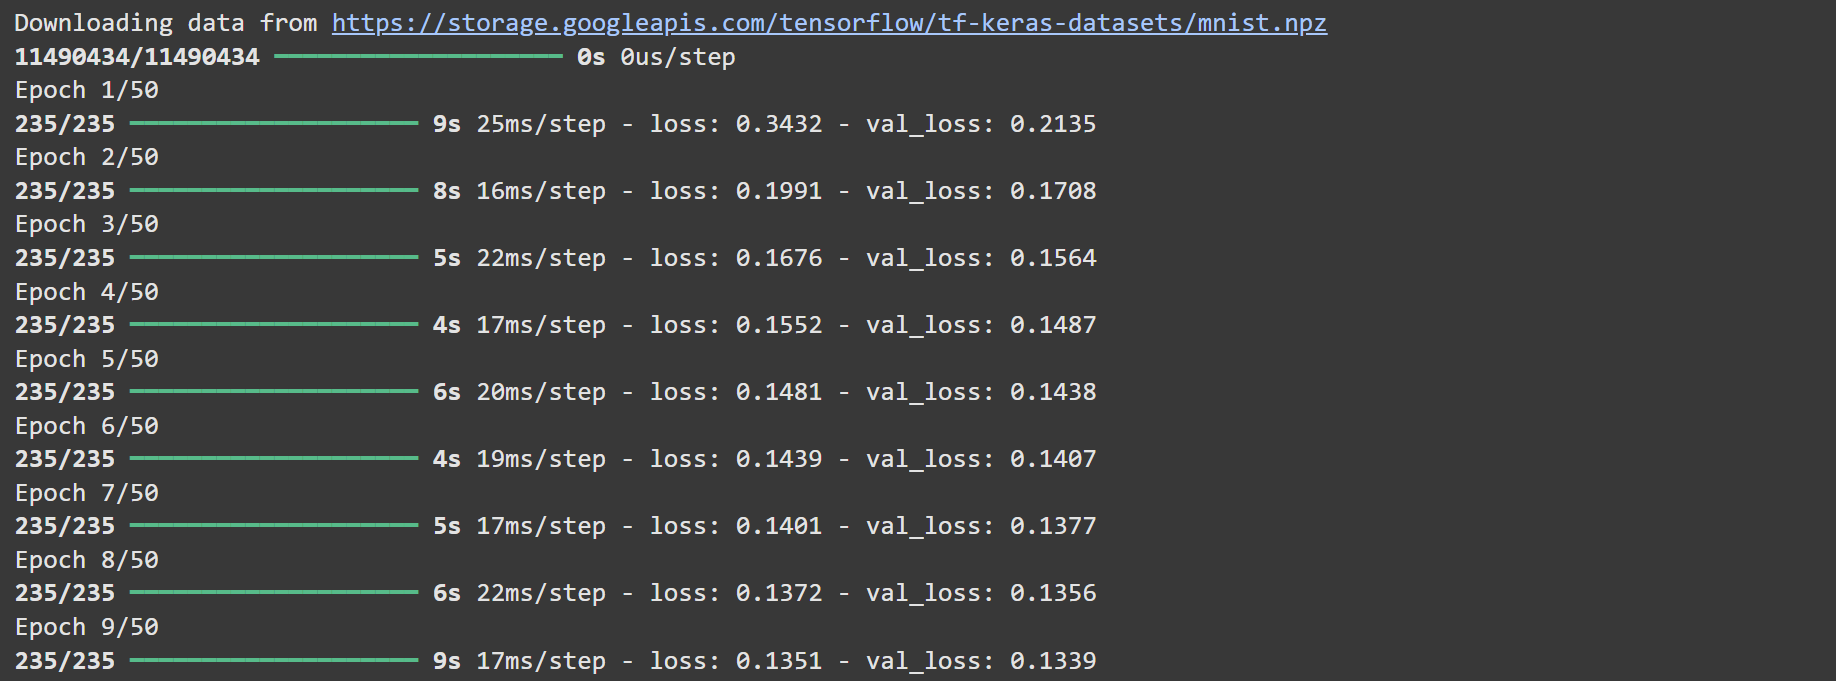 Downloading data from https://storage.googleapis.com/tensorflow/tf-keras-datasets/mnist.npz
11490434/11490434 ━━━━━━━━━━━━━━━━━━━━ 0s 0us/step
Epoch 1/50
235/235 ━━━━━━━━━━━━━━━━━━━━ 9s 25ms/step - loss: 0.3432 - val_loss: 0.2135
Epoch 2/50
235/235 ━━━━━━━━━━━━━━━━━━━━ 8s 16ms/step - loss: 0.1991 - val_loss: 0.1708
Epoch 3/50
235/235 ━━━━━━━━━━━━━━━━━━━━ 5s 22ms/step - loss: 0.1676 - val_loss: 0.1564
Epoch 4/50
235/235 ━━━━━━━━━━━━━━━━━━━━ 4s 17ms/step - loss: 0.1552 - val_loss: 0.1487
Epoch 5/50
235/235 ━━━━━━━━━━━━━━━━━━━━ 6s 20ms/step - loss: 0.1481 - val_loss: 0.1438
Epoch 6/50
235/235 ━━━━━━━━━━━━━━━━━━━━ 4s 19ms/step - loss: 0.1439 - val_loss: 0.1407
Epoch 7/50
235/235 ━━━━━━━━━━━━━━━━━━━━ 5s 17ms/step - loss: 0.1401 - val_loss: 0.1377
Epoch 8/50
235/235 ━━━━━━━━━━━━━━━━━━━━ 6s 22ms/step - loss: 0.1372 - val_loss: 0.1356
Epoch 9/50
235/235 ━━━━━━━━━━━━━━━━━━━━ 9s 17ms/step - loss: 0.1351 - val_loss: 0.1339